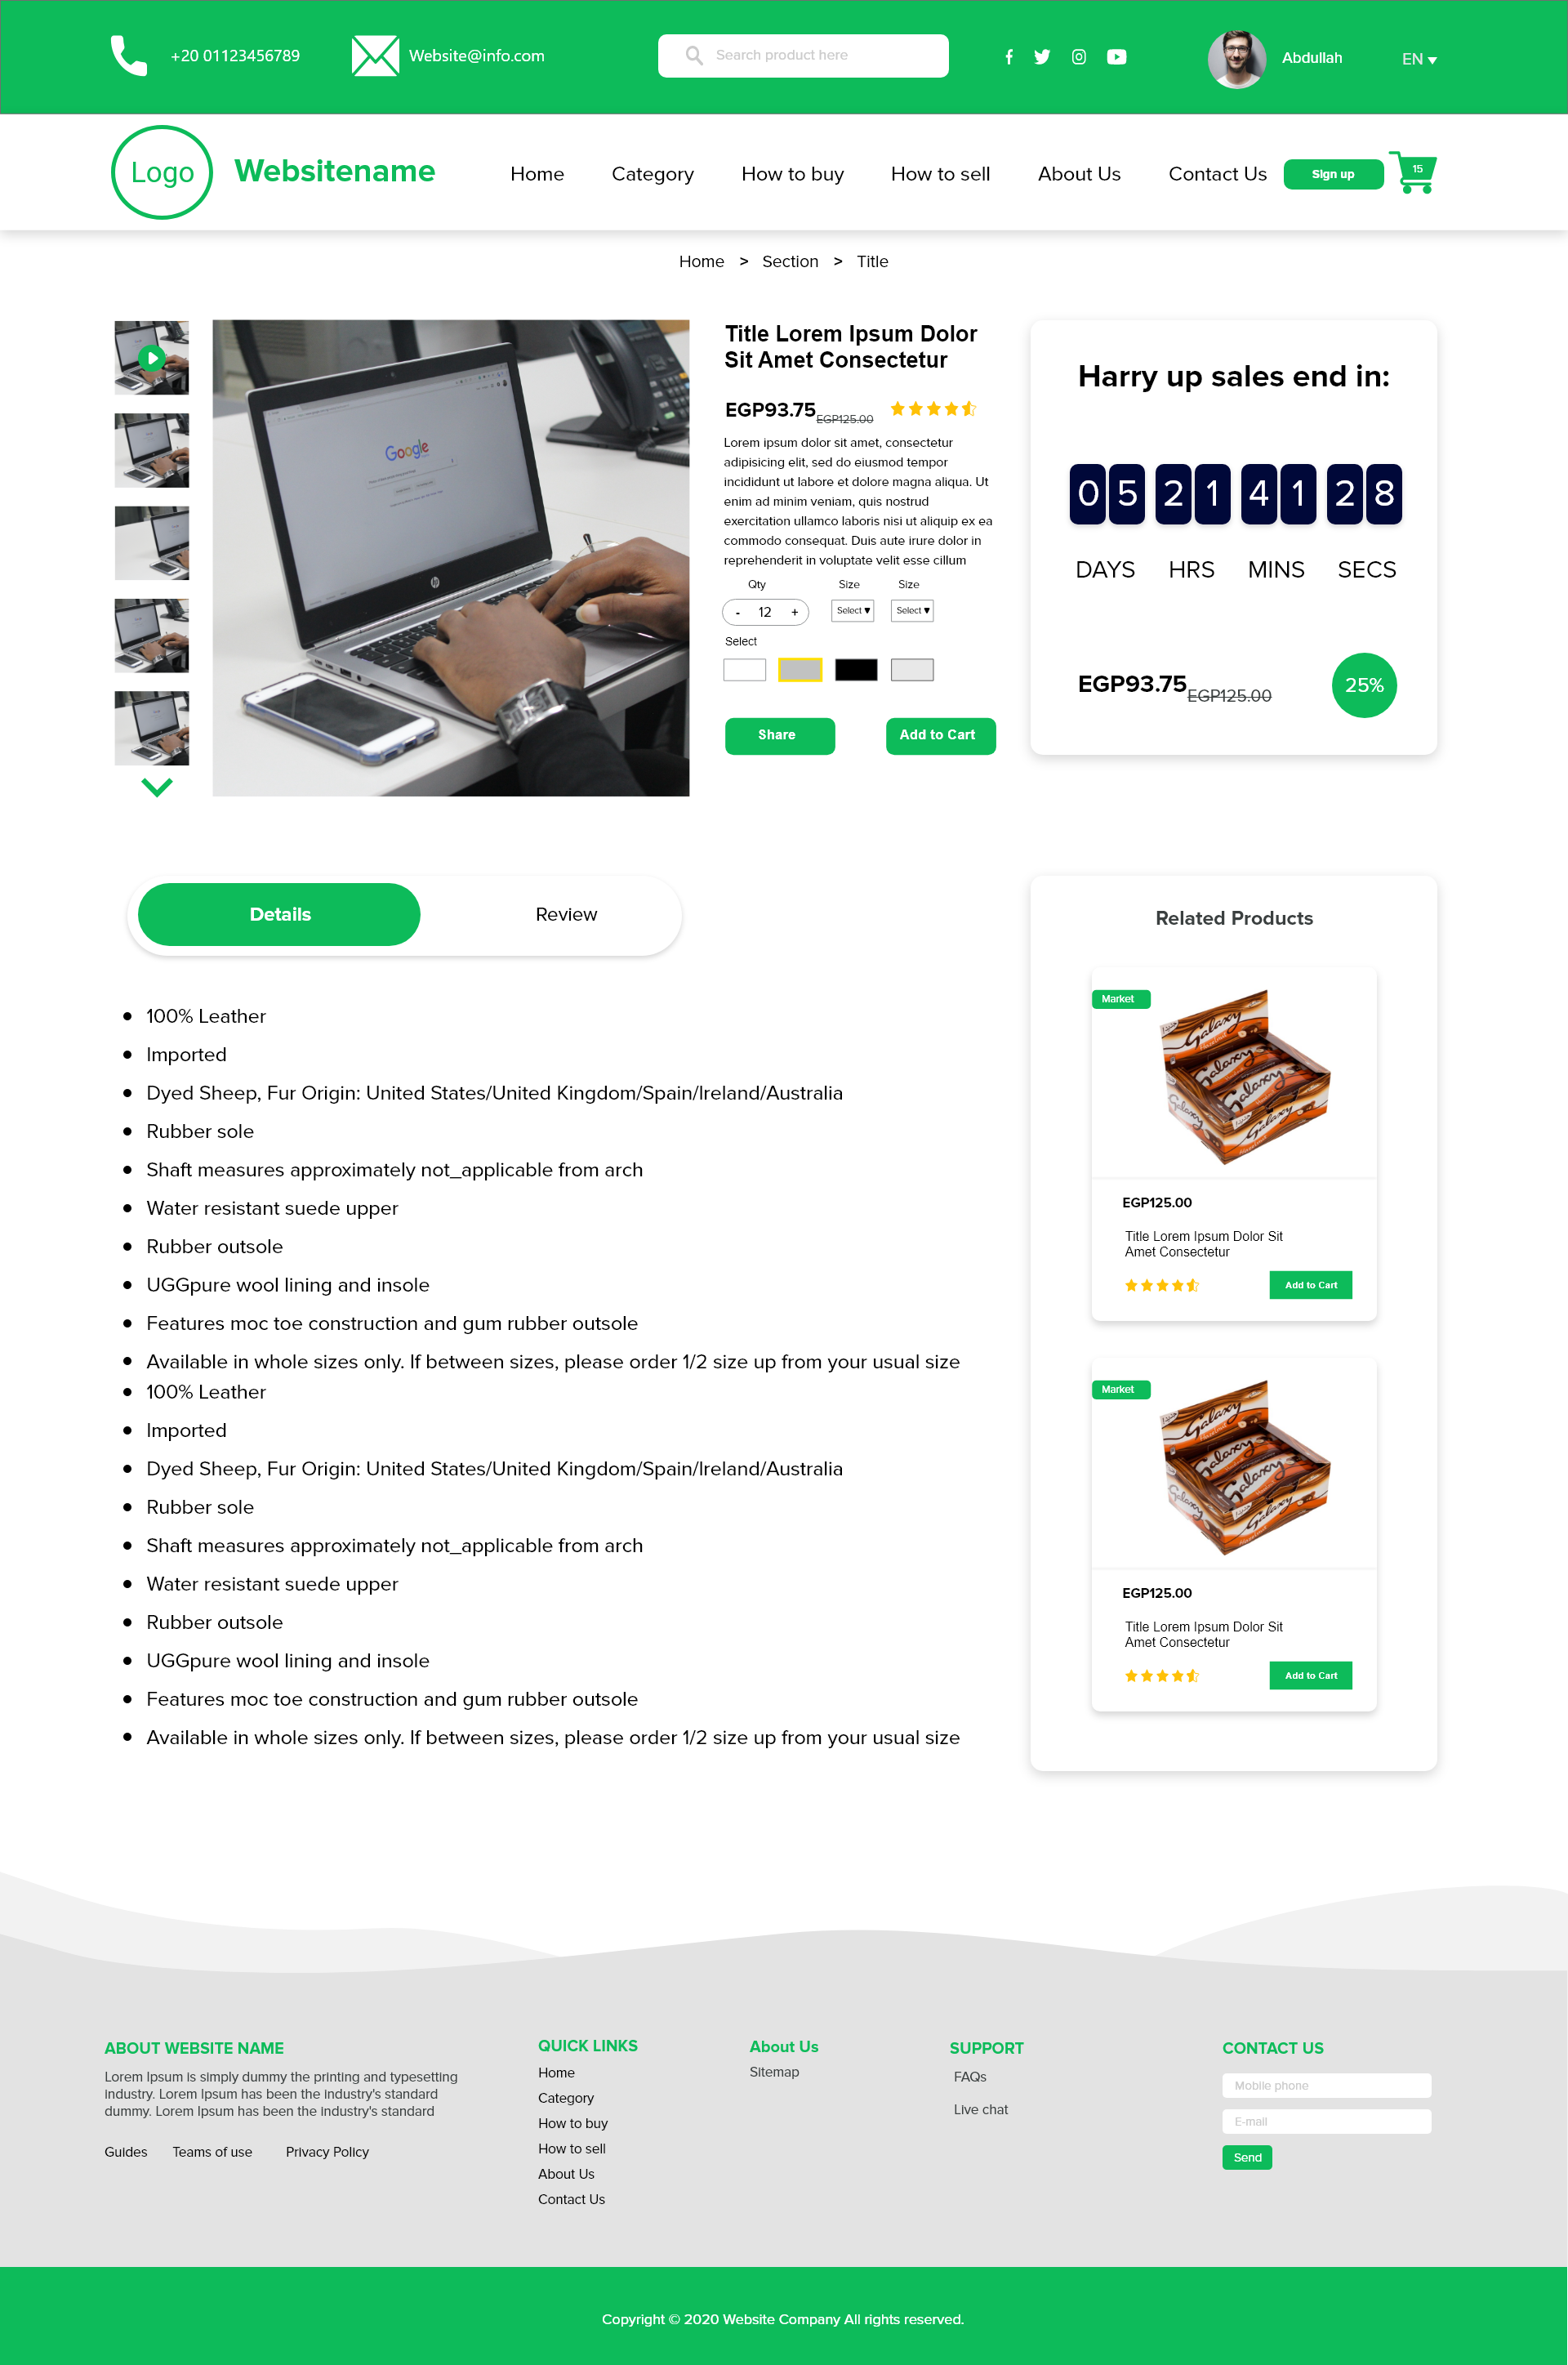 +20 01123456789
Website@info.com
Search product here
Abdullah
EN
Logo
Websitename
Home
Category
How to buy
How to sell
About Us
Contact Us
Sign up
15
Home > Section > Title
Google
hp
Title Lorem Ipsum Dolor
Sit Amet Consectetur
EGP93.75
EGP125.00
Lorem ipsum dolor sit amet, consectetur
adipisicing elit, sed do eiusmod tempor
incididunt ut labore et dolore magna aliqua. Ut
enim ad minim veniam, quis nostrud
exercitation ullamco laboris nisi ut aliquip ex ea
commodo consequat. Duis aute irure dolor in
reprehenderit in voluptate velit esse cillum
Qty
Size
Size
- 12 +
Select
Select
Select
Share
Add to Cart
Harry up sales end in:
05 21 41 28
DAYS HRS MINS SECS
EGP93.75
EGP125.00
25%
Details
Review
100% Leather
Imported
Dyed Sheep, Fur Origin: United States/United Kingdom/Spain/Ireland/Australia
Rubber sole
Shaft measures approximately not_applicable from arch
Water resistant suede upper
Rubber outsole
UGGpure wool lining and insole
Features moc toe construction and gum rubber outsole
Available in whole sizes only. If between sizes, please order 1/2 size up from your usual size
100% Leather
Imported
Dyed Sheep, Fur Origin: United States/United Kingdom/Spain/Ireland/Australia
Rubber sole
Shaft measures approximately not_applicable from arch
Water resistant suede upper
Rubber outsole
UGGpure wool lining and insole
Features moc toe construction and gum rubber outsole
Available in whole sizes only. If between sizes, please order 1/2 size up from your usual size
Related Products
Market
Galaxy
Galaxy
Galaxy
Galaxy
EGP125.00
Title Lorem Ipsum Dolor Sit
Amet Consectetur
Add to Cart
Market
Galaxy
Galaxy
Galaxy
Galaxy
EGP125.00
Title Lorem Ipsum Dolor Sit
Amet Consectetur
Add to Cart
ABOUT WEBSITE NAME
Lorem Ipsum is simply dummy the printing and typesetting
industry. Lorem Ipsum has been the industry's standard
dummy. Lorem Ipsum has been the industry's standard
Guides
Teams of use
Privacy Policy
QUICK LINKS
Home
Category
How to buy
How to sell
About Us
Contact Us
About Us
Sitemap
SUPPORT
FAQs
Live chat
CONTACT US
Mobile phone
E-mail
Send
Copyright © 2020 Website Company All rights reserved.